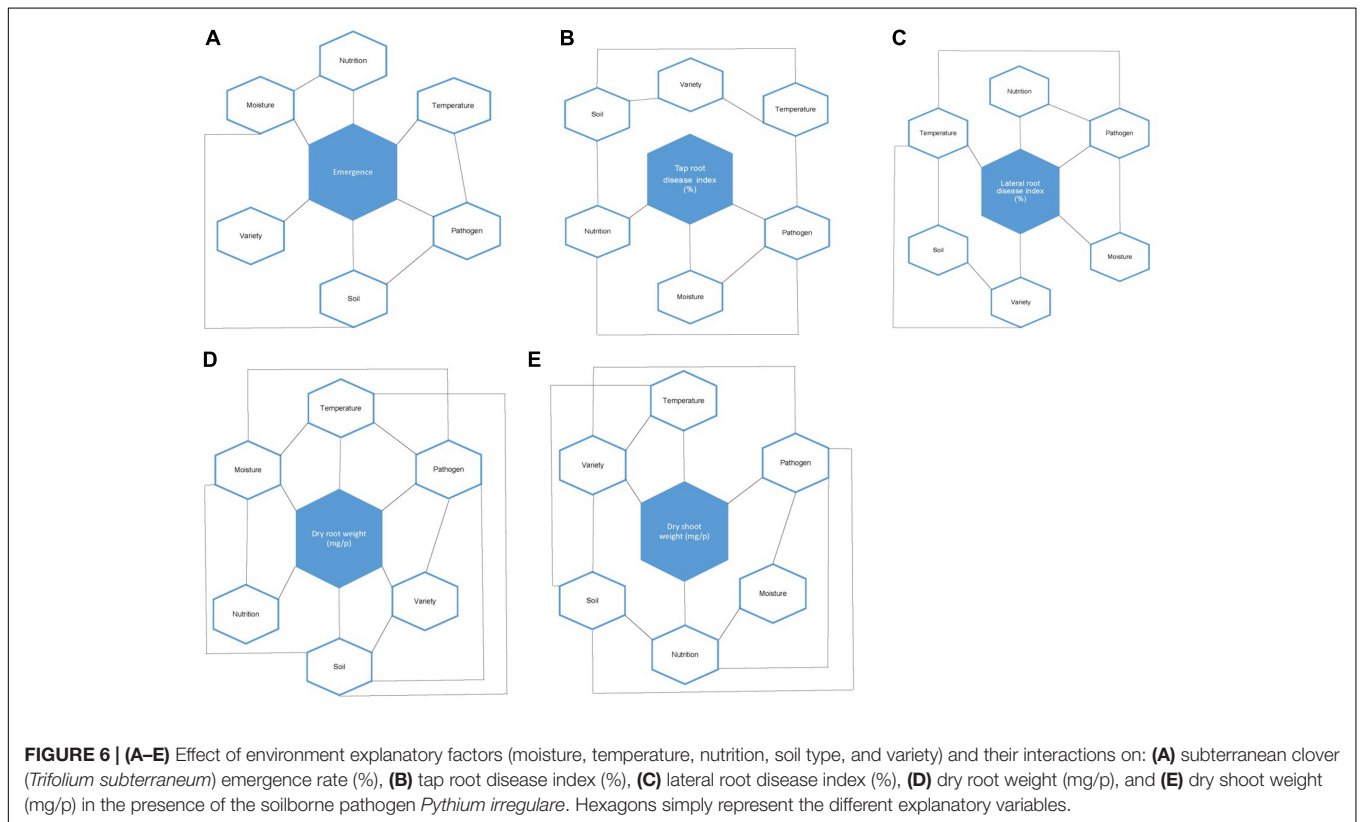 A
Nutrition
Moisture
Temperature
Emergence
Variety
Pathogen
Soil
B
Variety
Soil
Temperature
Tap root
disease index
(%)
Nutrition
Pathogen
Moisture
C
Nutrition
Temperature
Pathogen
Lateral root
disease index
(%)
Soil
Moisture
Variety
D
Temperature
Moisture
Pathogen
Dry root weight
(mg/p)
Nutrition
Variety
Soil
E
Temperature
Variety
Pathogen
Dry shoot
weight (mg/p)
Soil
Moisture
Nutrition
FIGURE 6 | (A–E) Effect of environment explanatory factors (moisture, temperature, nutrition, soil type, and variety) and their interactions on: (A) subterranean clover
(Trifolium subterraneum) emergence rate (%), (B) tap root disease index (%), (C) lateral root disease index (%), (D) dry root weight (mg/p), and (E) dry shoot weight
(mg/p) in the presence of the soilborne pathogen Pythium irregulare. Hexagons simply represent the different explanatory variables.